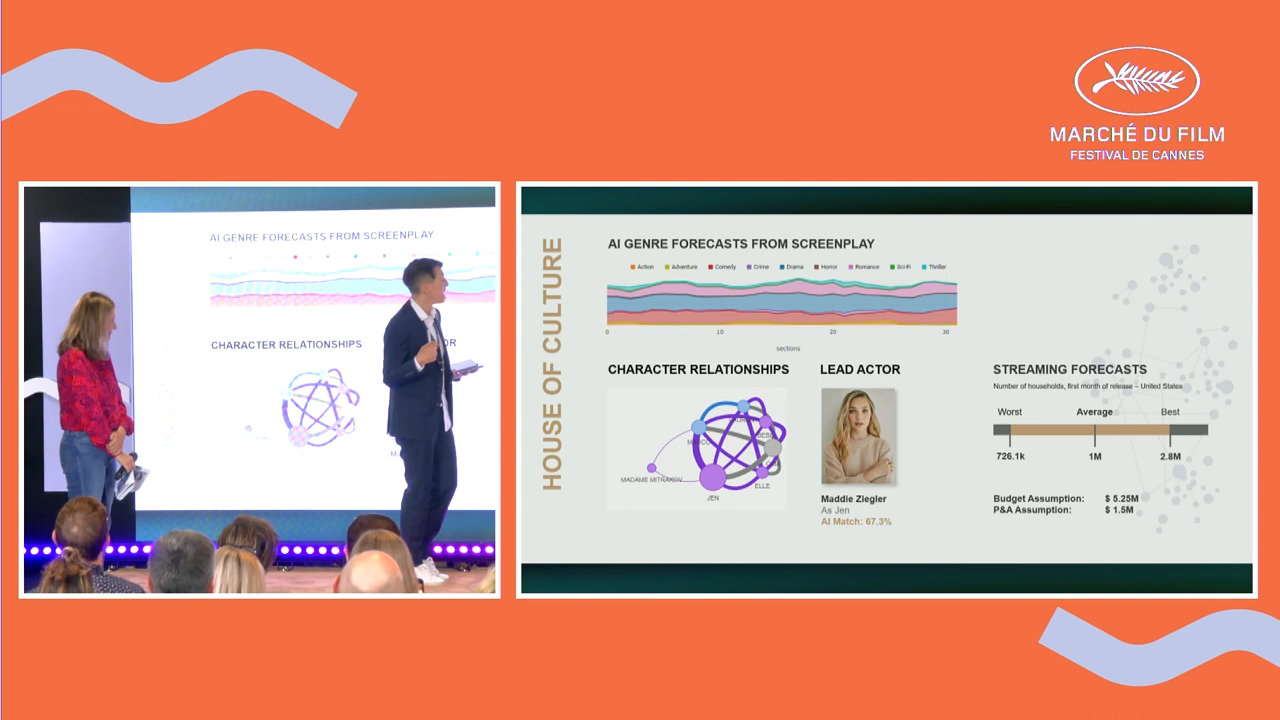 MARCHÉ DU FILM
FESTIVAL DE CANNES
AI GENRE FORECASTS FROM SCREENPLAY
CHARACTER RELATIONSHIPS
OR
HOUSE OF CULTURE
AI GENRE FORECASTS FROM SCREENPLAY
Action Adventure Comedy Crime Drama Horror Romance Sci-Fi Thriller
0 10 20 30
sections
CHARACTER RELATIONSHIPS
MADAME MITRAKOV
JEN
ELLE
LEAD ACTOR
Maddie Ziegler
As Jen
AI Match: 67.3%
STREAMING FORECASTS
Number of households, first month of release – United States
Worst Average Best
726.1k 1M 2.8M
Budget Assumption: $ 5.25M
P&A Assumption: $ 1.5M